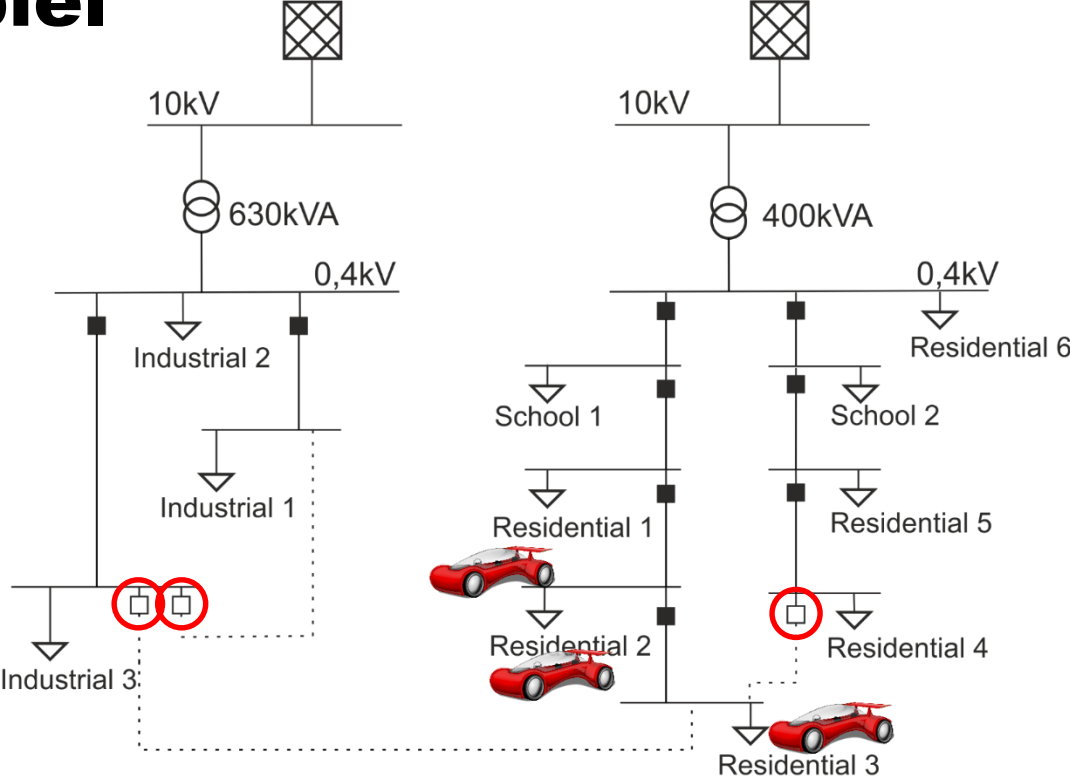 10kV
10kV
630kVA
400kVA
0,4kV
0,4kV
Industrial 2
Residential 6
School 1
School 2
Industrial 1
Residential 1
Residential 5
Residential 2
Residential 4
Industrial 3
Residential 3